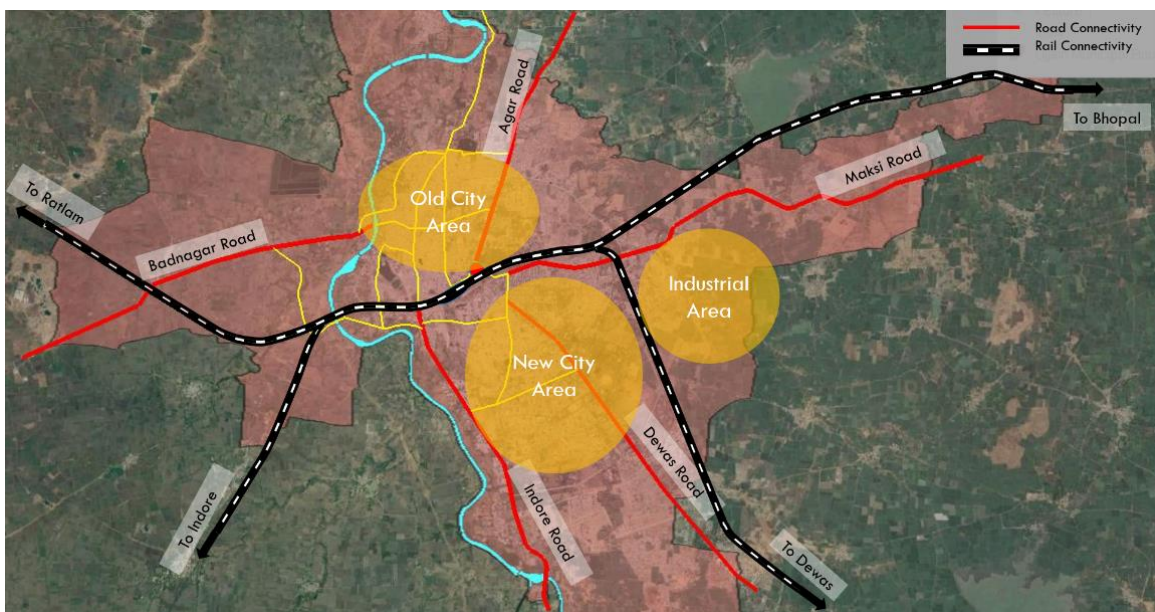 Road Connectivity
Rail Connectivity
Agar Road
To Bhopal
Maksi Road
To Ratlam
Old City
Area
Badnagar Road
Industrial
Area
New City
Area
Dewas Road
Indore Road
To Indore
To Dewas